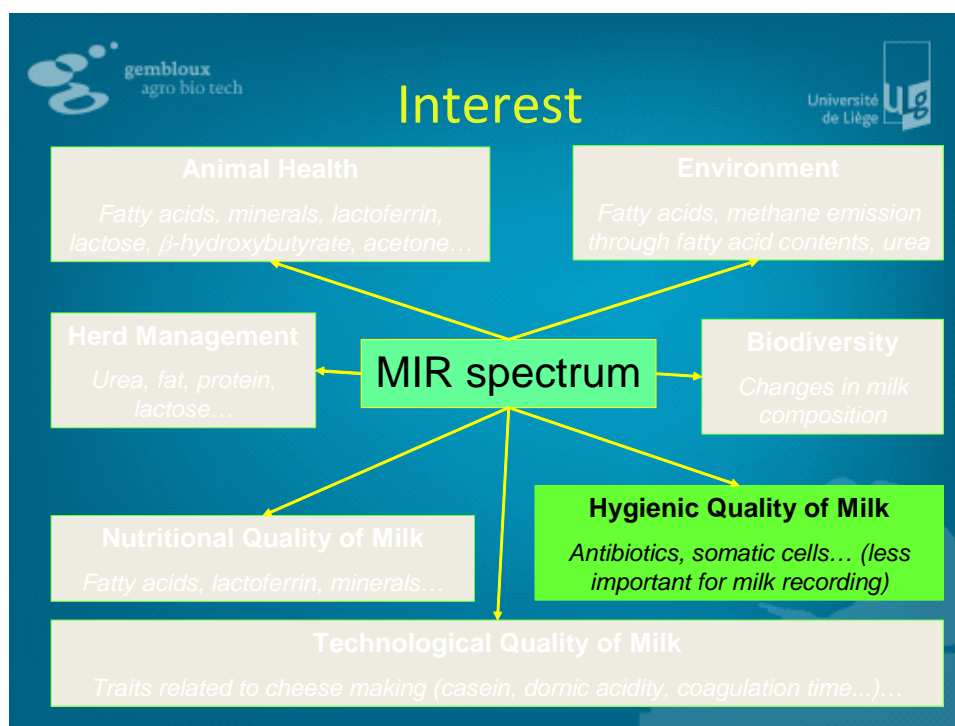 gembloux
agro bio tech
Interest
Université
de Liège
ULg
Animal Health
Fatty acids, minerals, lactoferrin,
lactose, β-hydroxybutyrate, acetone…
Environment
Fatty acids, methane emission
through fatty acid contents, urea
Herd Management
Urea, fat, protein,
lactose…
MIR spectrum
Biodiversity
Changes in milk
composition
Nutritional Quality of Milk
Fatty acids, lactoferrin, minerals…
Hygienic Quality of Milk
Antibiotics, somatic cells… (less
important for milk recording)
Technological Quality of Milk
Traits related to cheese making (casein, dornic acidity, coagulation time...)…